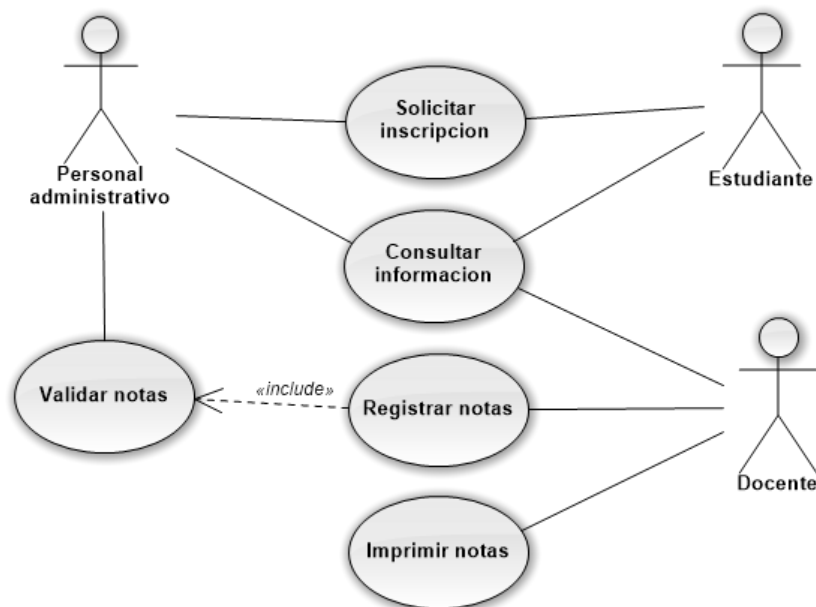 Solicitar
inscripcion
Personal
administrativo
Estudiante
Consultar
informacion
Validar notas
«include»
Registrar notas
Docente
Imprimir notas